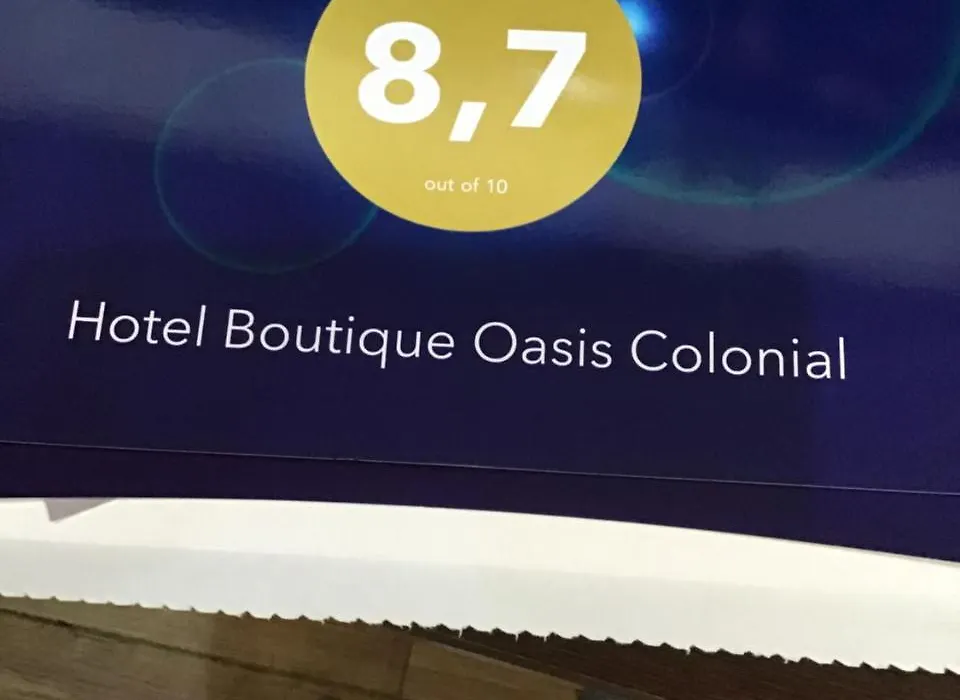 8,7
out of 10
Hotel Boutique Oasis Colonial